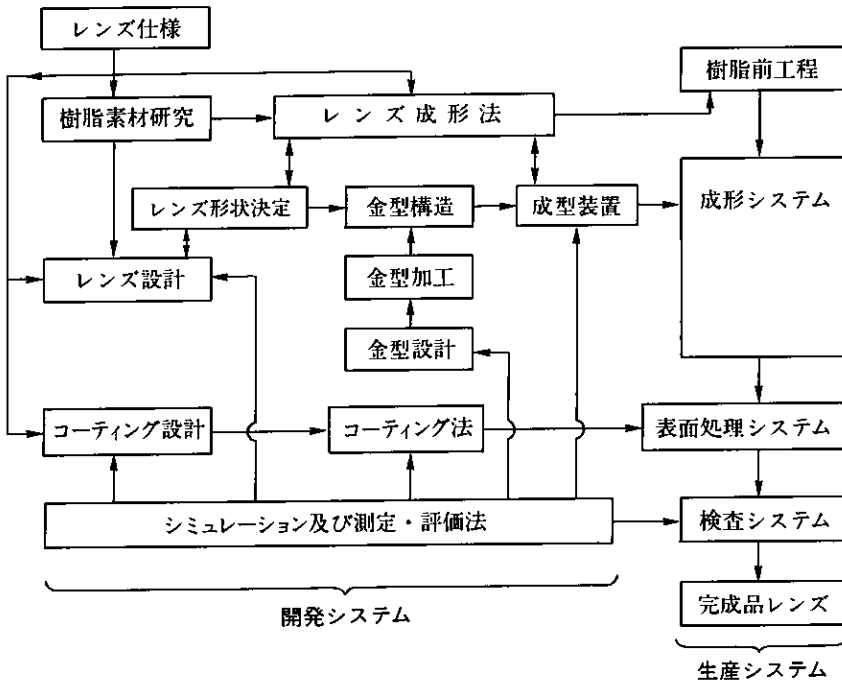 レンズ仕様
樹脂前工程
樹脂素材研究
レンズ成形法
レンズ形状決定
金型構造
成型装置
成形システム
レンズ設計
金型加工
金型設計
コーティング設計
コーティング法
表面処理システム
シミュレーション及び測定・評価法
検査システム
完成品レンズ
開発システム
生産システム